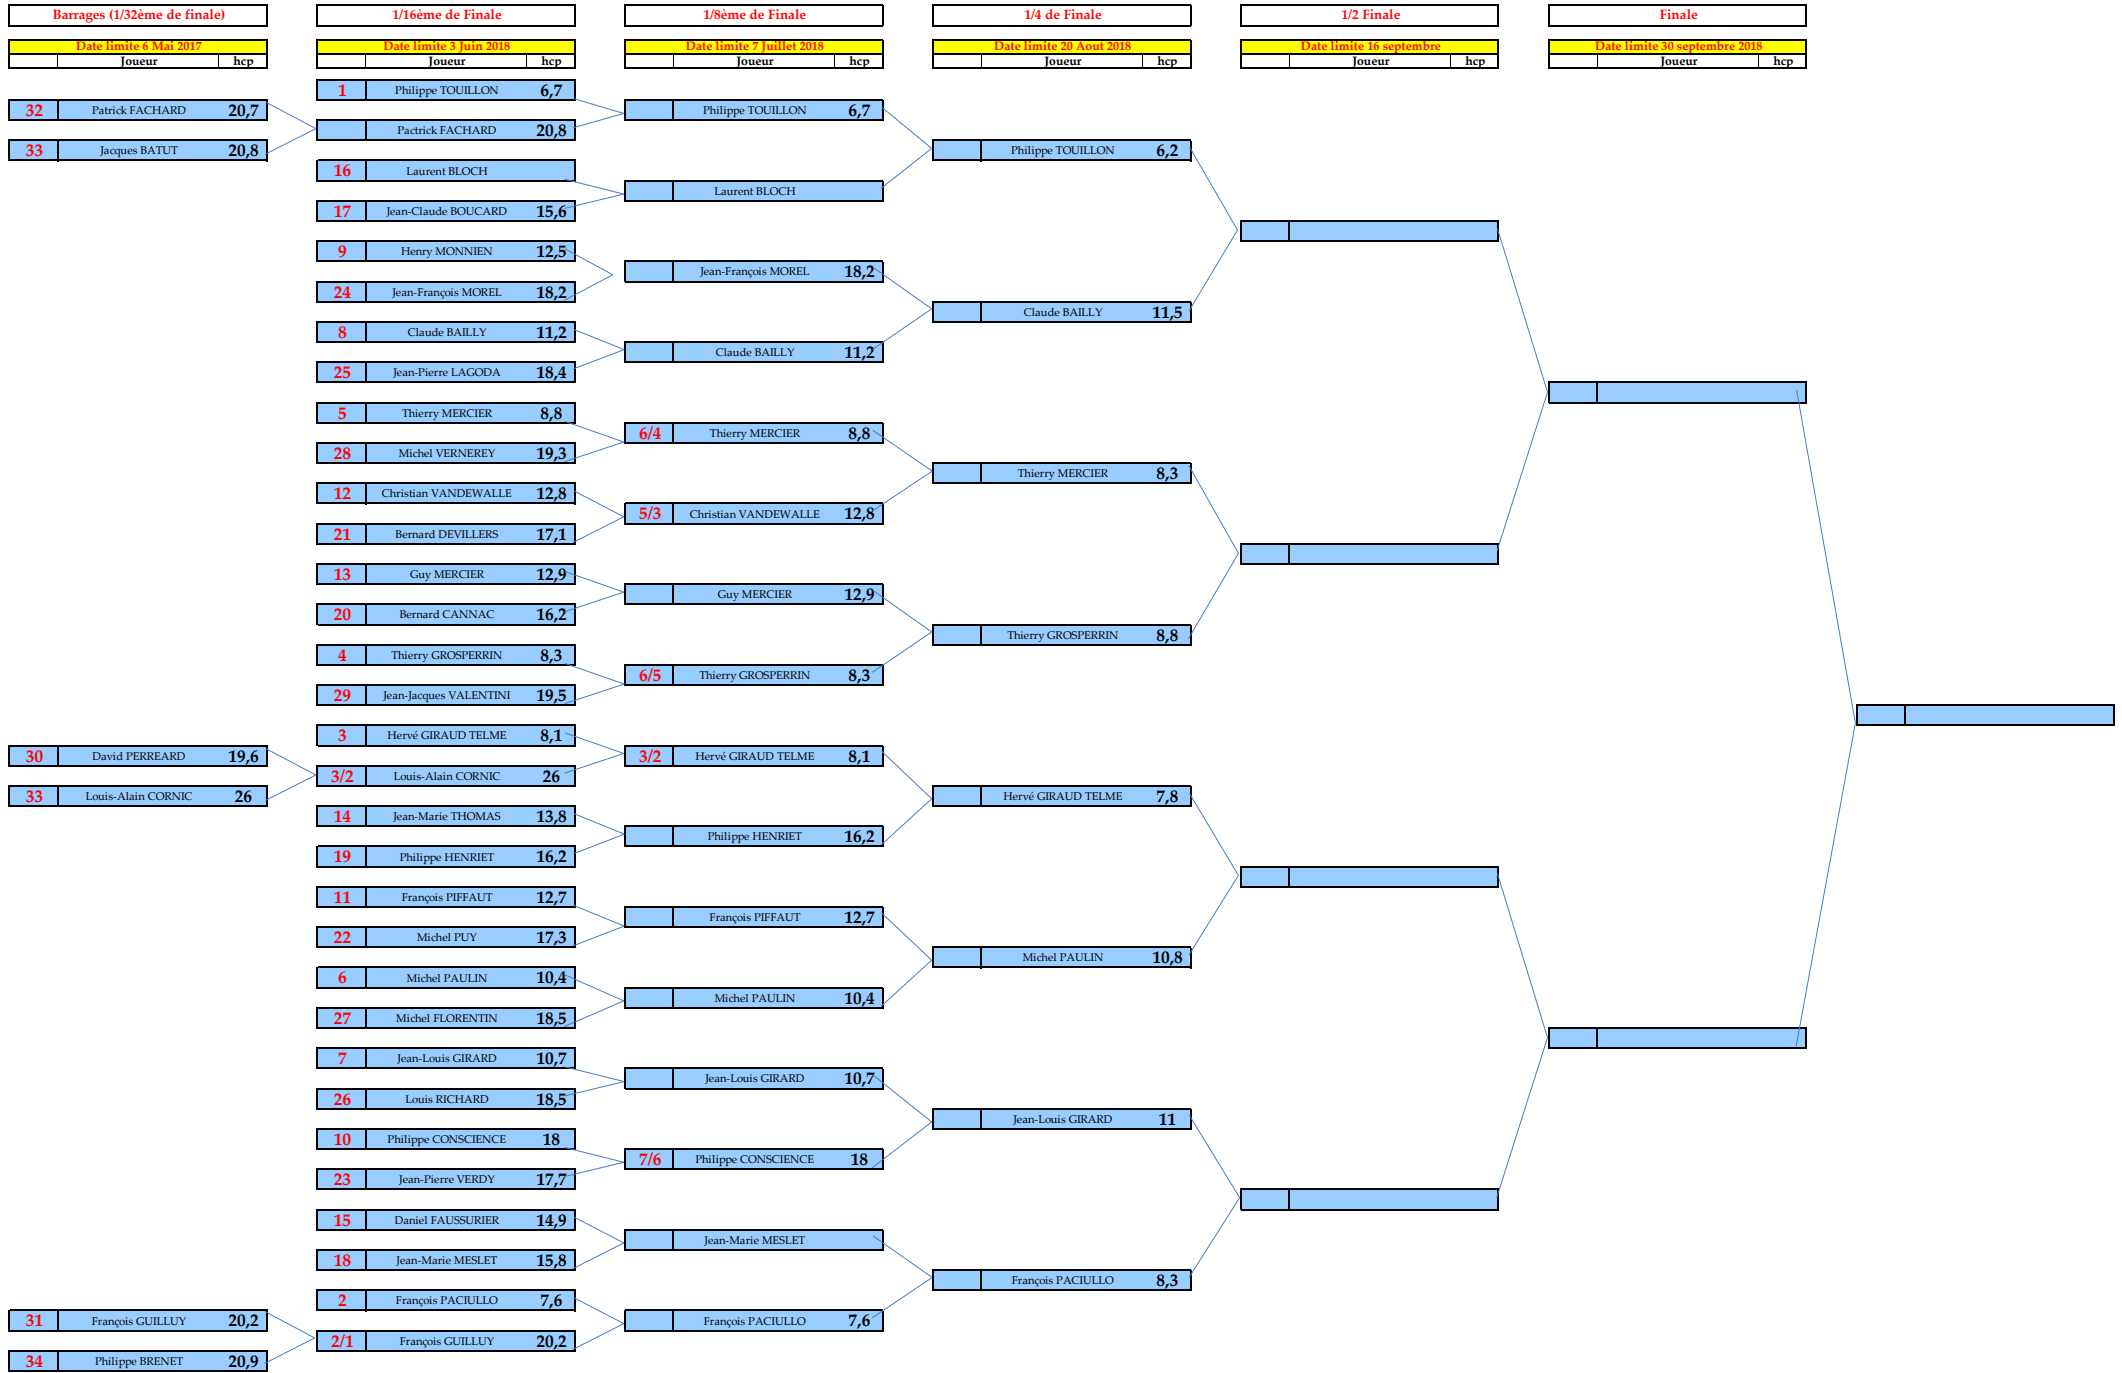 Barrages (1/32ème de finale)
1/16ème de Finale
1/8ème de Finale
1/4 de Finale
1/2 Finale
Finale
Date limite 6 Mai 2017
Date limite 3 Juin 2018
Date limite 7 Juillet 2018
Date limite 20 Aout 2018
Date limite 16 septembre
Date limite 30 septembre 2018
Joueur hcp
Joueur hcp
Joueur hcp
Joueur hcp
Joueur hcp
Joueur hcp
32 Patrick FACHARD 20,7
33 Jacques BATUT 20,8
30 David PERREARD 19,6
33 Louis-Alain CORNIC 26
31 François GUILLUY 20,2
34 Philippe BRENET 20,9
1 Philippe TOUILLON 6,7
Pactrick FACHARD 20,8
16 Laurent BLOCH
17 Jean-Claude BOUCARD 15,6
9 Henry MONNIEN 12,5
24 Jean-François MOREL 18,2
8 Claude BAILLY 11,2
25 Jean-Pierre LAGODA 18,4
5 Thierry MERCIER 8,8
28 Michel VERNEREY 19,3
12 Christian VANDEWALLE 12,8
21 Bernard DEVILLERS 17,1
13 Guy MERCIER 12,9
20 Bernard CANNAC 16,2
4 Thierry GROSPERRIN 8,3
29 Jean-Jacques VALENTINI 19,5
3 Hervé GIRAUD TELME 8,1
3/2 Louis-Alain CORNIC 26
14 Jean-Marie THOMAS 13,8
19 Philippe HENRIET 16,2
11 François PIFFAUT 12,7
22 Michel PUY 17,3
6 Michel PAULIN 10,4
27 Michel FLORENTIN 18,5
7 Jean-Louis GIRARD 10,7
26 Louis RICHARD 18,5
10 Philippe CONSCIENCE 18
23 Jean-Pierre VERDY 17,7
15 Daniel FAUSSURIER 14,9
18 Jean-Marie MESLET 15,8
2 François PACIULLO 7,6
2/1 François GUILLUY 20,2
Philippe TOUILLON 6,7
Laurent BLOCH
Jean-François MOREL 18,2
Claude BAILLY 11,2
6/4 Thierry MERCIER 8,8
5/3 Christian VANDEWALLE 12,8
Guy MERCIER 12,9
6/5 Thierry GROSPERRIN 8,3
3/2 Hervé GIRAUD TELME 8,1
Philippe HENRIET 16,2
François PIFFAUT 12,7
Michel PAULIN 10,4
Jean-Louis GIRARD 10,7
7/6 Philippe CONSCIENCE 18
Jean-Marie MESLET
François PACIULLO 7,6
Philippe TOUILLON 6,2
Claude BAILLY 11,5
Thierry MERCIER 8,3
Thierry GROSPERRIN 8,8
Hervé GIRAUD TELME 7,8
Michel PAULIN 10,8
Jean-Louis GIRARD 11
François PACIULLO 8,3